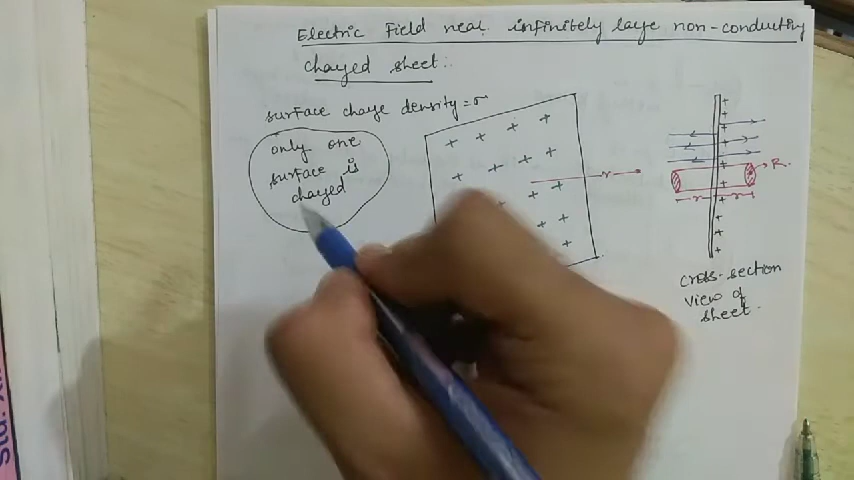 Electric Field near infinitely large non-conducting
charged sheet:
surface charge density = σ
only one
surface is
charged
r
R.
r r
cross-section
view of
sheet.
Std.